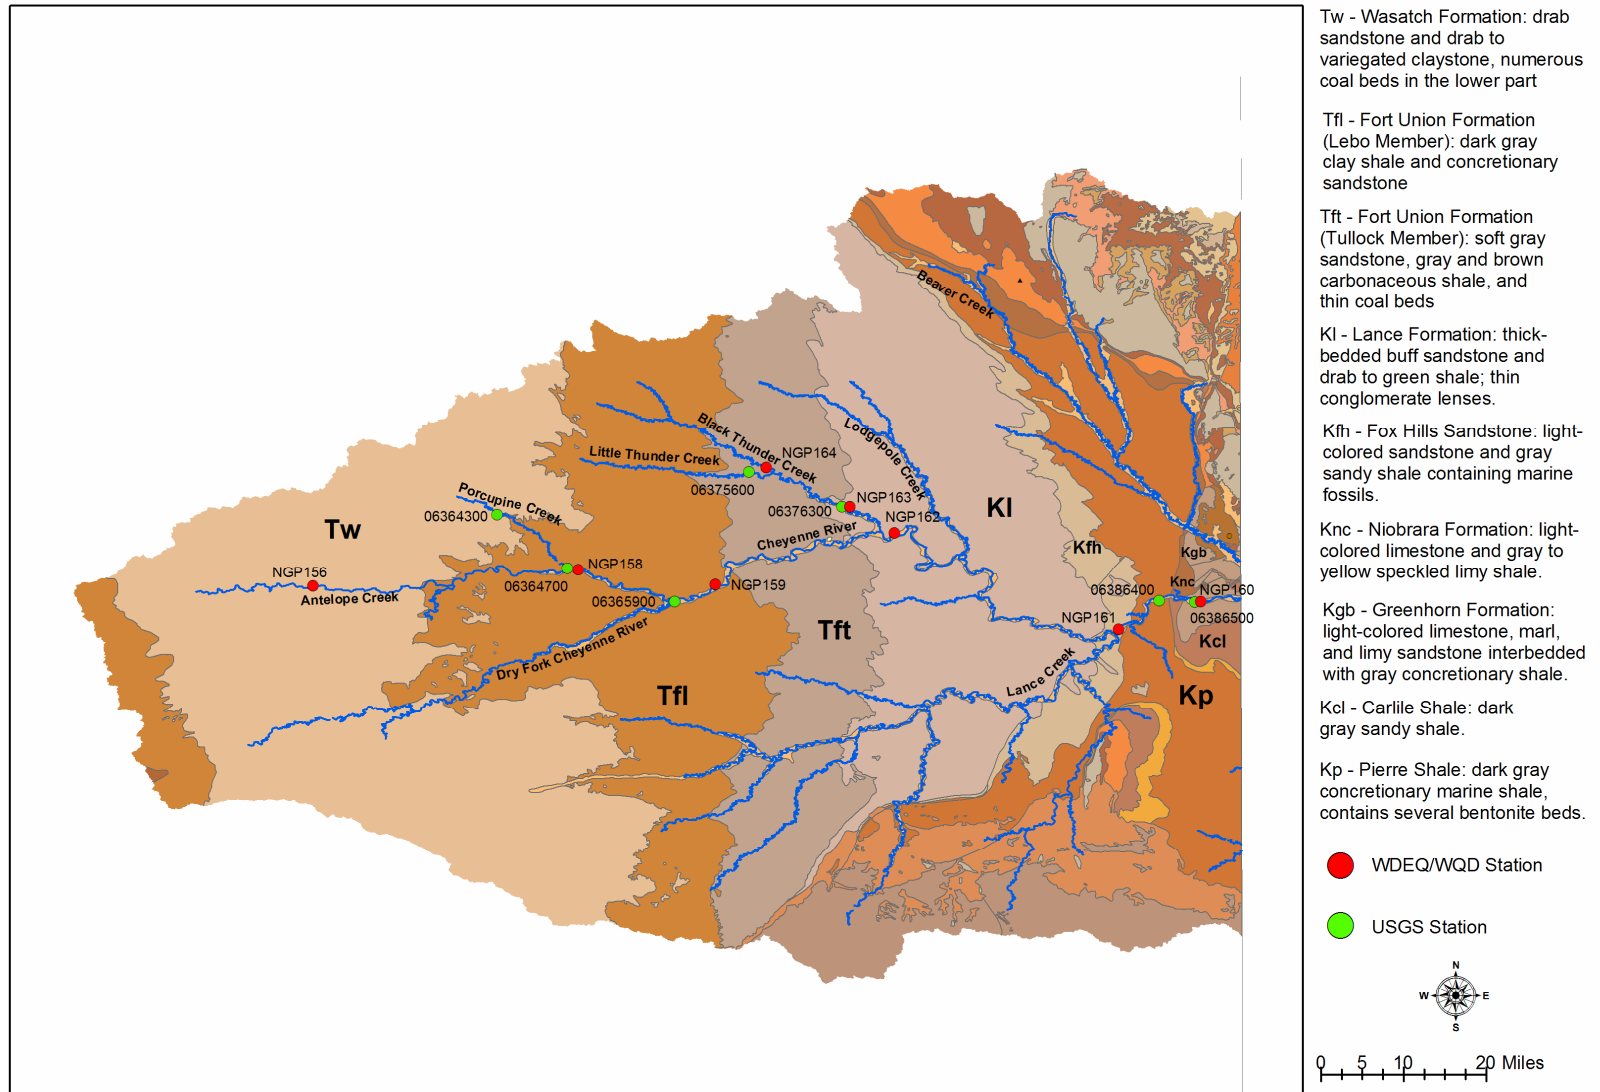 Tw - Wasatch Formation: drab
sandstone and drab to
variegated claystone, numerous
coal beds in the lower part
Tfl - Fort Union Formation
(Lebo Member): dark gray
clay shale and concretionary
sandstone
Tft - Fort Union Formation
(Tullock Member): soft gray
sandstone, gray and brown
carbonaceous shale, and
thin coal beds
Kl - Lance Formation: thick-
bedded buff sandstone and
drab to green shale; thin
conglomerate lenses.
Kfh - Fox Hills Sandstone: light-
colored sandstone and gray
sandy shale containing marine
fossils.
Knc - Niobrara Formation: light-
colored limestone and gray to
yellow speckled limy shale.
Kgb - Greenhorn Formation:
light-colored limestone, marl,
and limy sandstone interbedded
with gray concretionary shale.
Kcl - Carlile Shale: dark
gray sandy shale.
Kp - Pierre Shale: dark gray
concretionary marine shale,
contains several bentonite beds.
WDEQ/WQD Station
USGS Station
N
W E
S
0 5 10 20 Miles
Beaver Creek
Black Thunder Creek
Lodgepole Creek
Little Thunder Creek
NGP164
06375600
Porcupine Creek
06364300
NGP163
06376300
NGP162
Kl
Tw
Cheyenne River
Kfh
Kgb
NGP156
Antelope Creek
NGP158
06364700
NGP159
06365900
Knc
06386400
NGP160
06386500
NGP161
Tft
Kcl
Dry Fork Cheyenne River
Lance Creek
Tfl
Kp